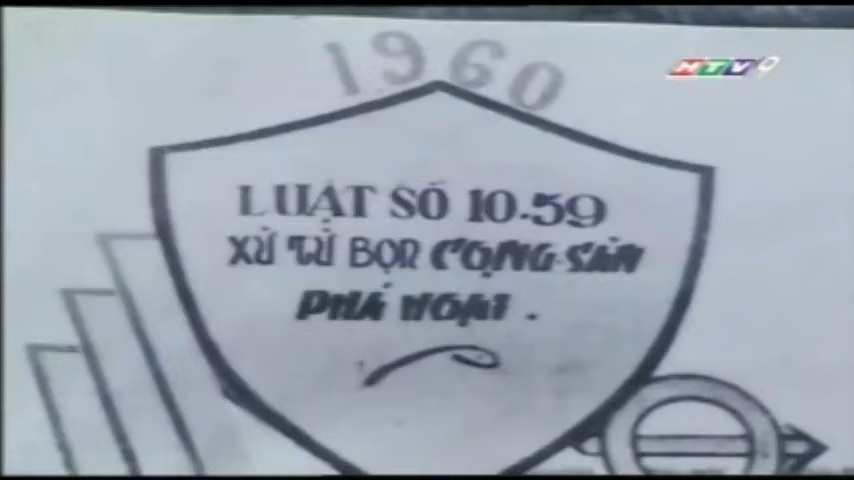 1960
HTV9
LUẬT SỐ 10.59
XỬ TỬ BỌN CỘNG SẢN
PHÁ HOẠI.